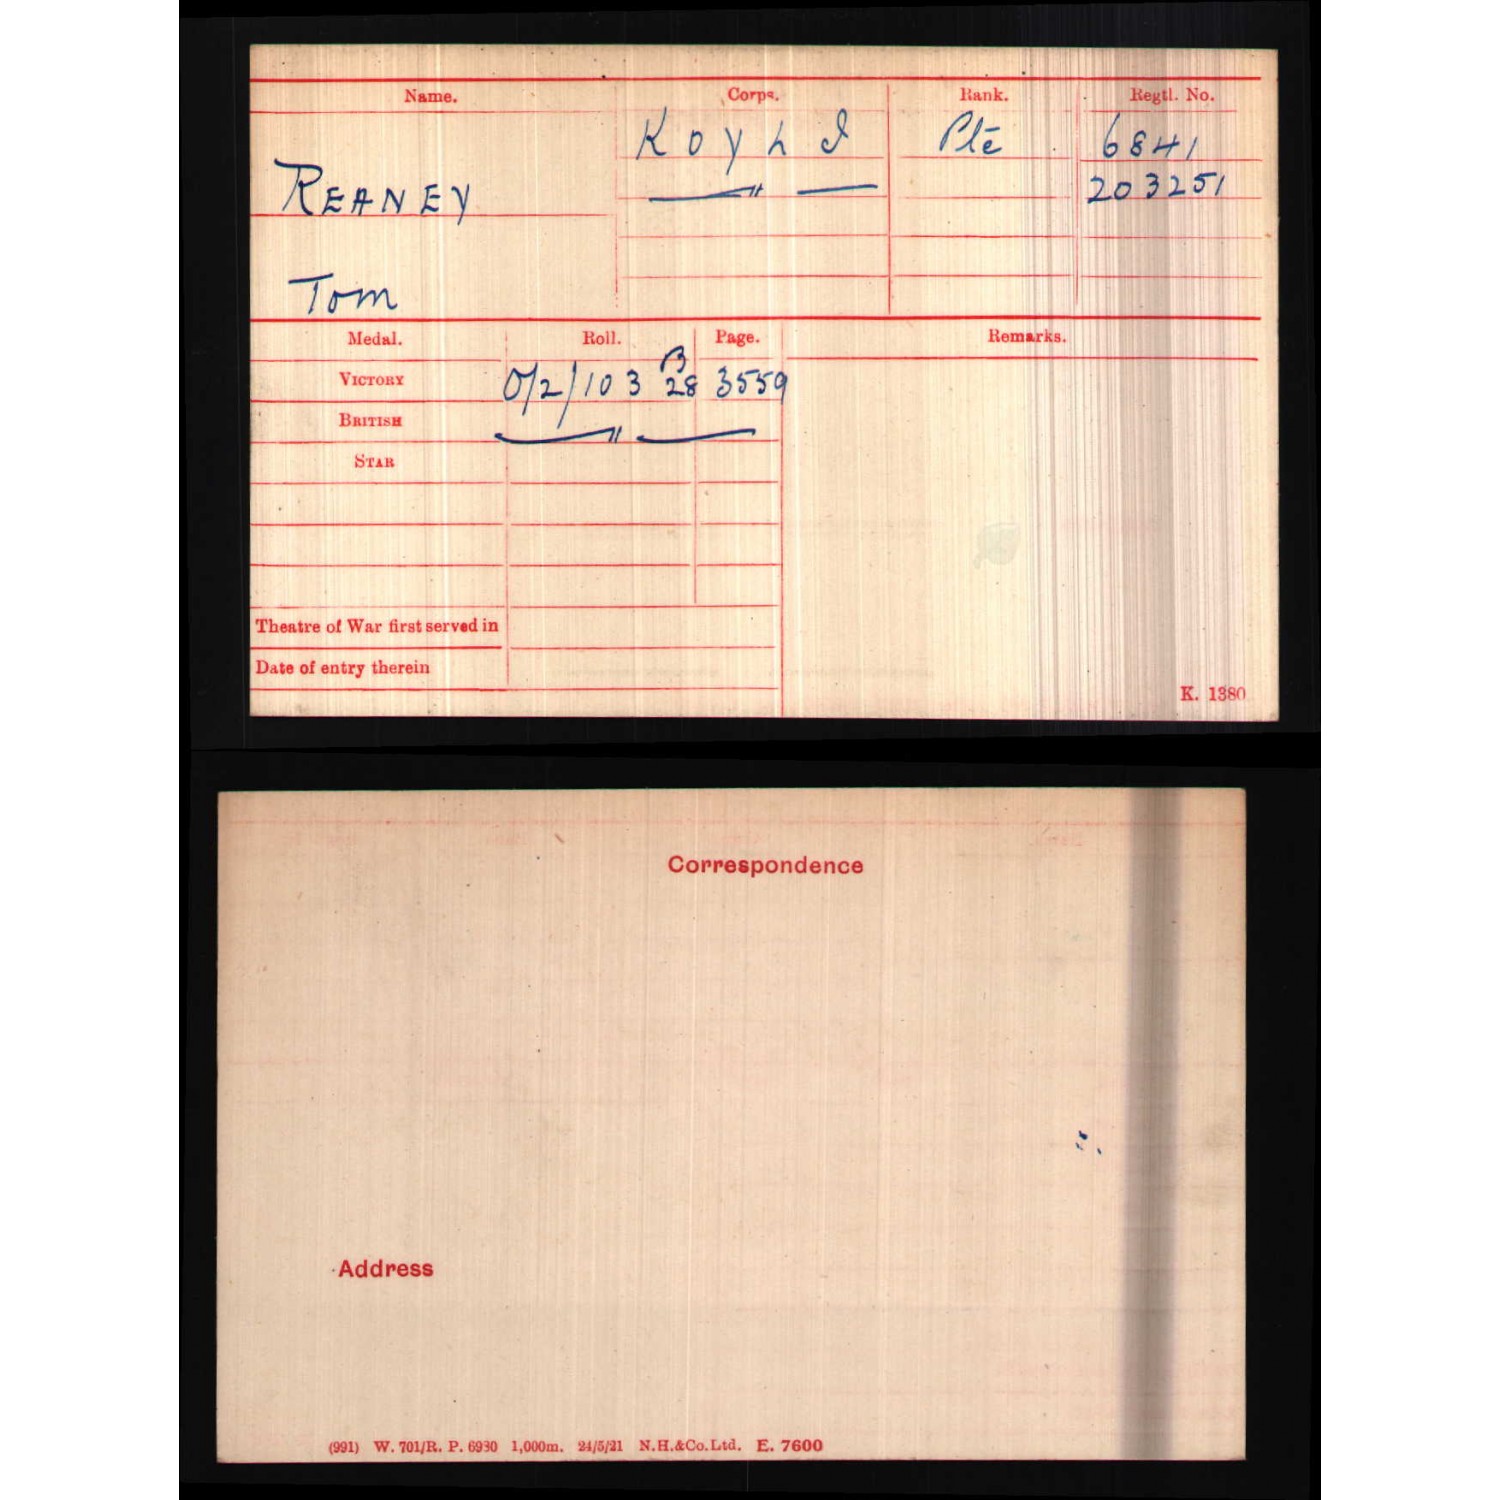 Name. Corps. Rank. Regtl. No.
KOYLI Pte 6841
REANEY " 203251
Tom
Medal. Roll. Page. Remarks.
VICTORY O/2/103 B28 3559
BRITISH "
STAR
Theatre of War first served in
Date of entry therein
K. 1380
Correspondence
Address
(991) W. 701/R. P. 6930 1,000m. 24/5/21 N.H.&Co.Ltd. E. 7600